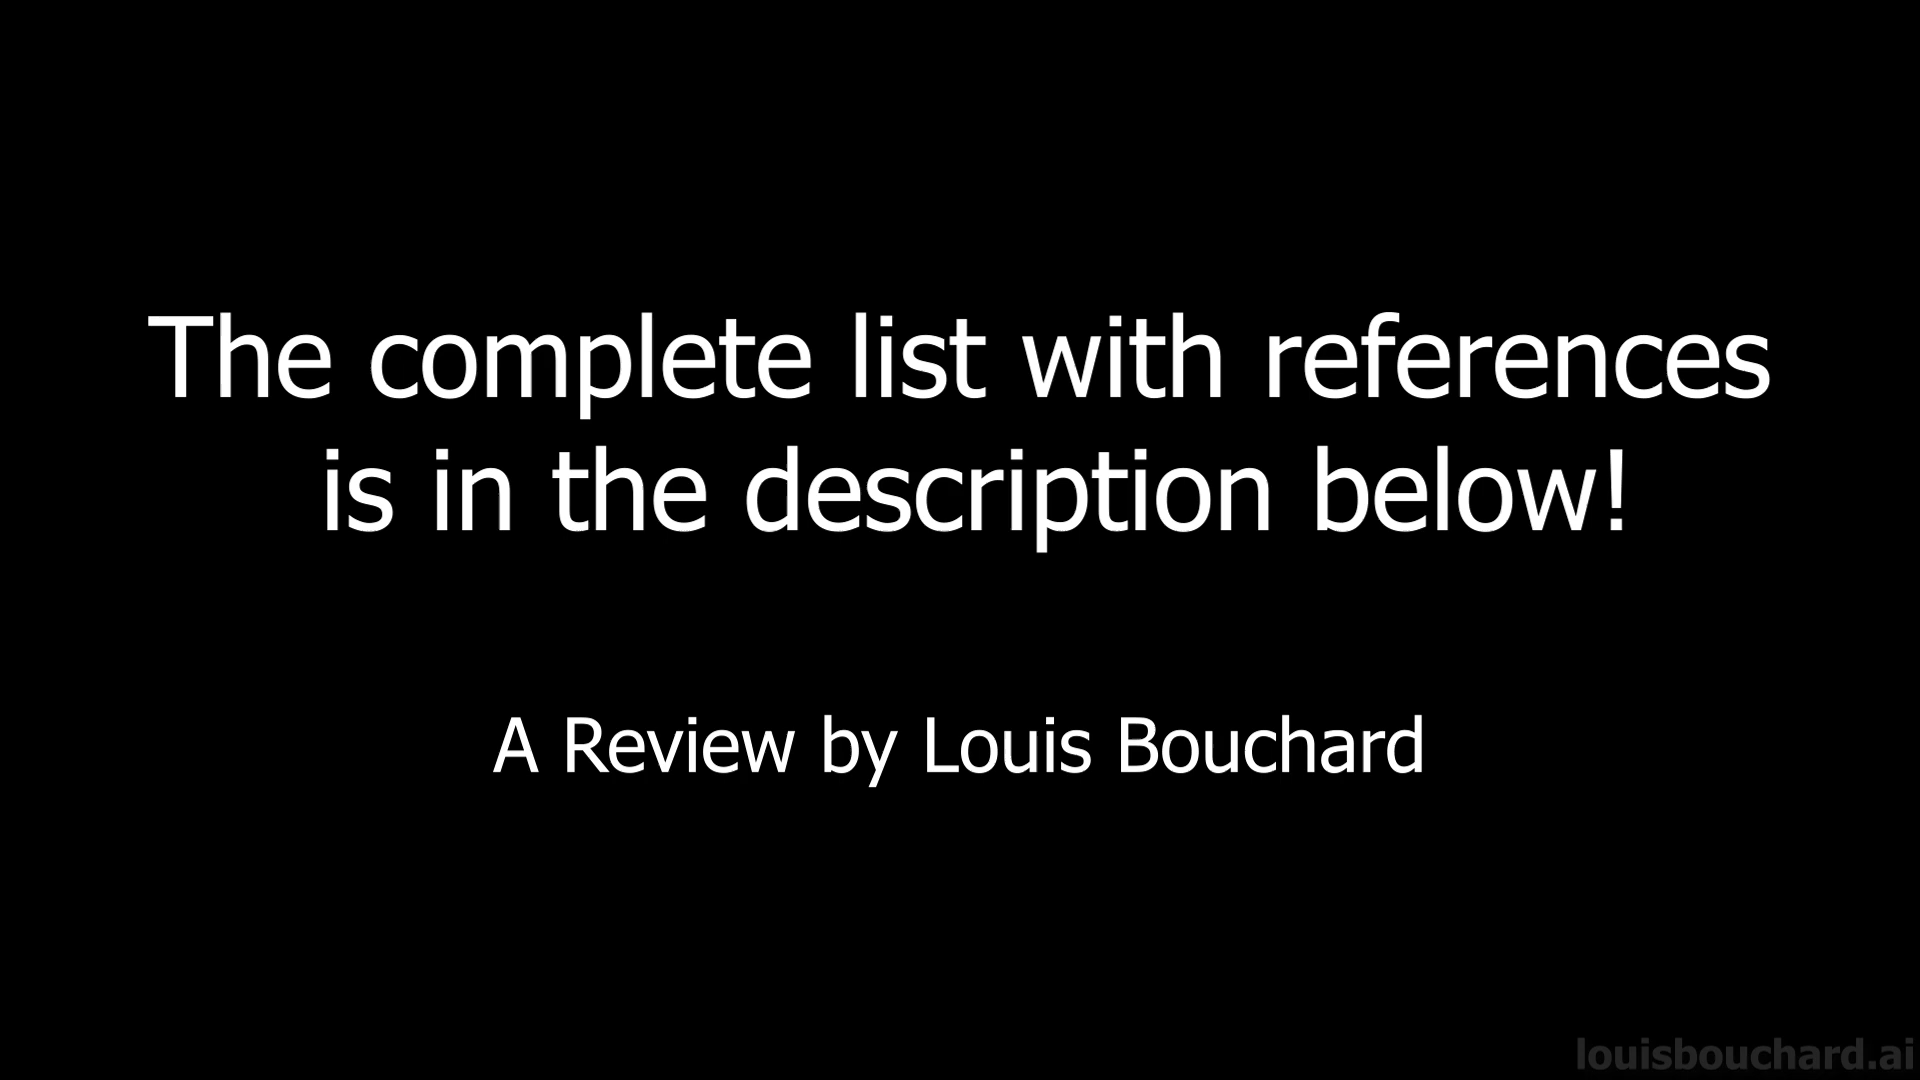 The complete list with references
is in the description below!
A Review by Louis Bouchard
louisbouchard.ai